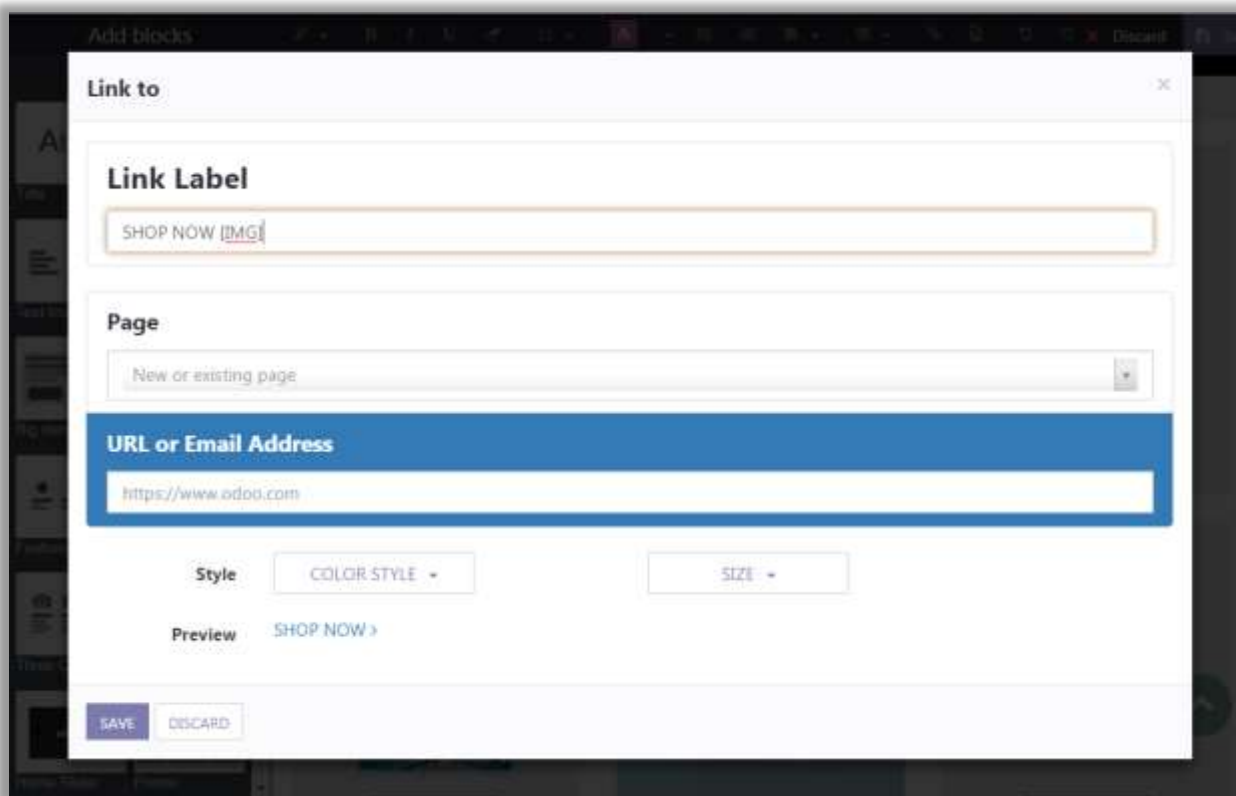 Add blocks
Discard
Link to
×
Link Label
SHOP NOW [IMG]
Page
New or existing page
URL or Email Address
https://www.odoo.com
Style
COLOR STYLE
SIZE
Preview
SHOP NOW >
SAVE
DISCARD